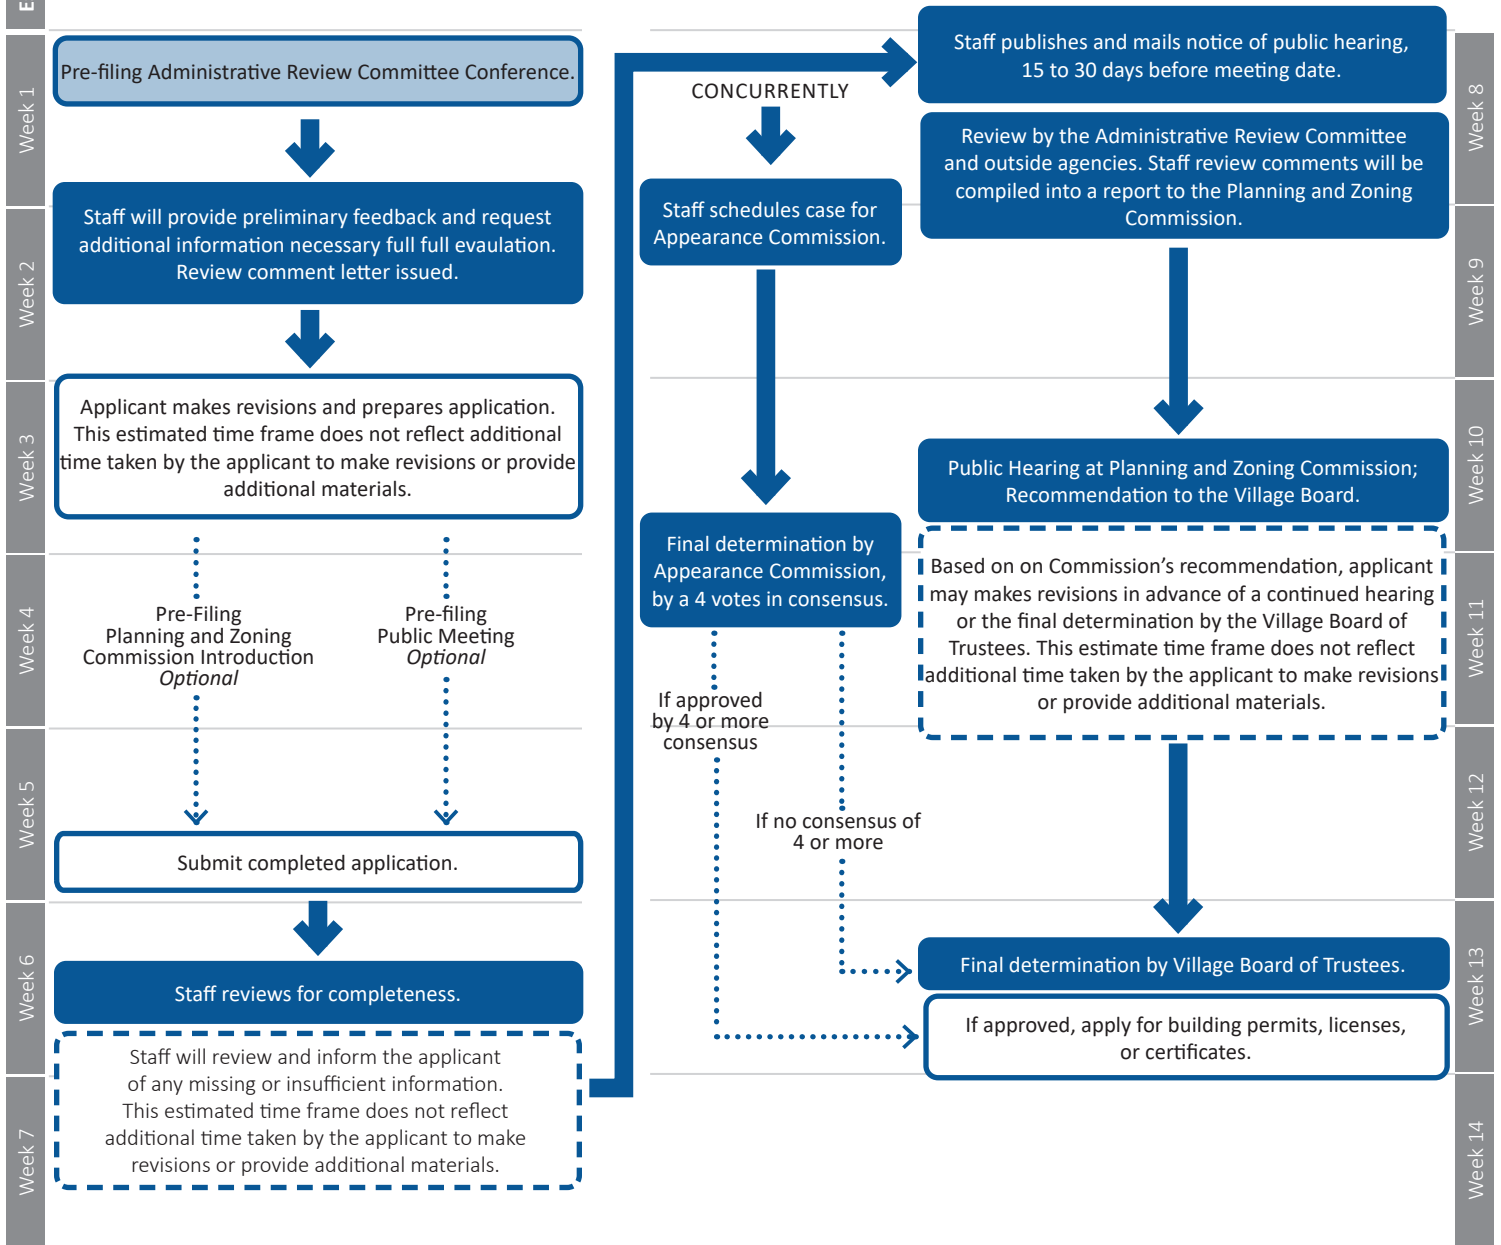 E
Week 1
Week 2
Week 3
Week 4
Week 5
Week 6
Week 7
Pre-filing Administrative Review Committee Conference.
Staff will provide preliminary feedback and request
additional information necessary full full evaulation.
Review comment letter issued.
Applicant makes revisions and prepares application.
This estimated time frame does not reflect additional
time taken by the applicant to make revisions or provide
additional materials.
Pre-Filing
Planning and Zoning
Commission Introduction
Optional
Pre-filing
Public Meeting
Optional
Submit completed application.
Staff reviews for completeness.
Staff will review and inform the applicant
of any missing or insufficient information.
This estimated time frame does not reflect
additional time taken by the applicant to make
revisions or provide additional materials.
CONCURRENTLY
Staff schedules case for
Appearance Commission.
Final determination by
Appearance Commission,
by a 4 votes in consensus.
If approved
by 4 or more
consensus
If no consensus of
4 or more
Staff publishes and mails notice of public hearing,
15 to 30 days before meeting date.
Review by the Administrative Review Committee
and outside agencies. Staff review comments will be
compiled into a report to the Planning and Zoning
Commission.
Public Hearing at Planning and Zoning Commission;
Recommendation to the Village Board.
Based on on Commission’s recommendation, applicant
may makes revisions in advance of a continued hearing
or the final determination by the Village Board of
Trustees. This estimate time frame does not reflect
additional time taken by the applicant to make revisions
or provide additional materials.
Final determination by Village Board of Trustees.
If approved, apply for building permits, licenses,
or certificates.
Week 8
Week 9
Week 10
Week 11
Week 12
Week 13
Week 14